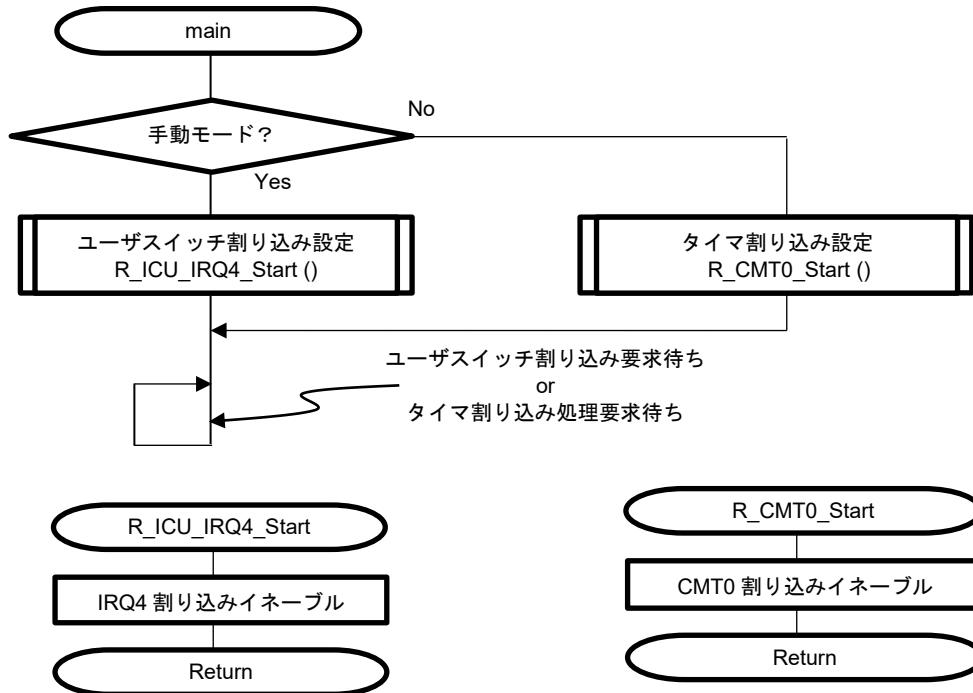 main
手動モード？
No
Yes
ユーザスイッチ割り込み設定
R_ICU_IRQ4_Start ()
タイマ割り込み設定
R_CMT0_Start ()
ユーザスイッチ割り込み要求待ち
or
タイマ割り込み処理要求待ち
R_ICU_IRQ4_Start
IRQ4 割り込みイネーブル
Return
R_CMT0_Start
CMT0 割り込みイネーブル
Return